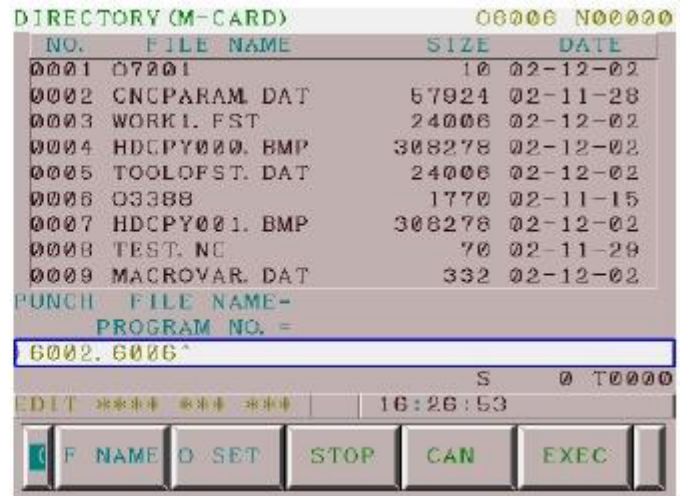 DIRECTORY (M-CARD) O6006 N00000
NO. FILE NAME SIZE DATE
0001 O7001 10 02-12-02
0002 CNCPARAM. DAT 57924 02-11-28
0003 WORK1. FST 24006 02-12-02
0004 HDCPY000. BMP 308278 02-12-02
0005 TOOLOFST. DAT 24006 02-12-02
0006 O3388 1770 02-11-15
0007 HDCPY001. BMP 308278 02-12-02
0008 TEST. NC 70 02-11-29
0009 MACROVAR. DAT 332 02-12-02
PUNCH FILE NAME=
PROGRAM NO. =
) 6002. 6006^
S 0 T0000
EDIT **** *** *** 16:26:53
( F NAME O SET STOP CAN EXEC